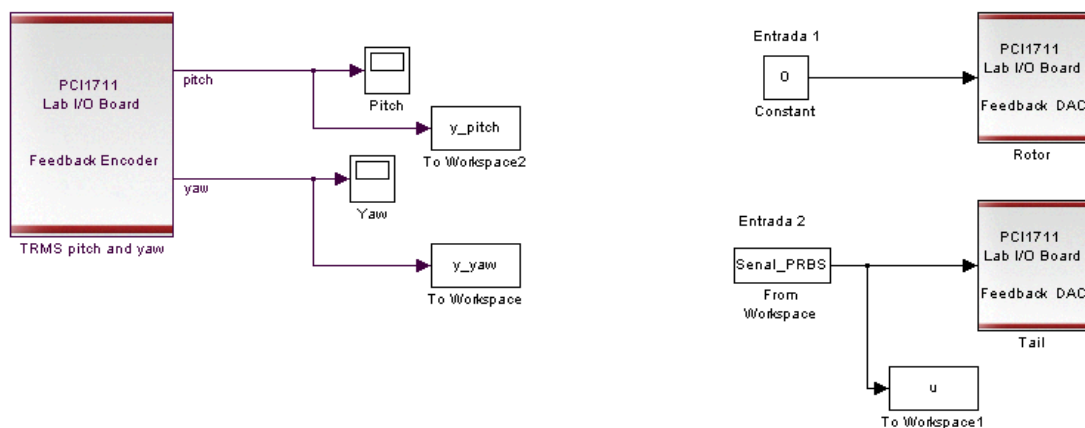 PCI1711
Lab I/O Board
Feedback Encoder
TRMS pitch and yaw
pitch
yaw
Pitch
y_pitch
To Workspace2
Yaw
y_yaw
To Workspace
Entrada 1
0
Constant
PCI1711
Lab I/O Board
Feedback DAC
Rotor
Entrada 2
Senal_PRBS
From
Workspace
PCI1711
Lab I/O Board
Feedback DAC
Tail
u
To Workspace1